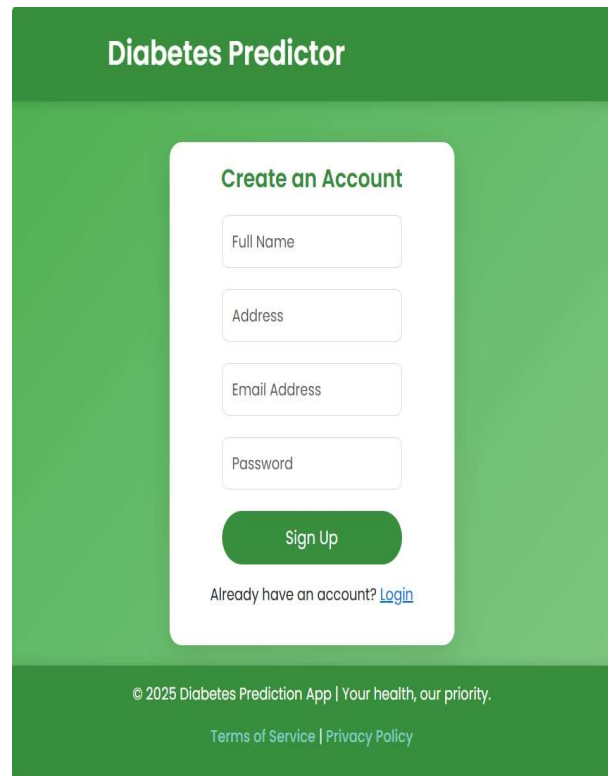 Diabetes Predictor
Create an Account
Full Name
Address
Email Address
Password
Sign Up
Already have an account? Login
© 2025 Diabetes Prediction App | Your health, our priority.
Terms of Service | Privacy Policy